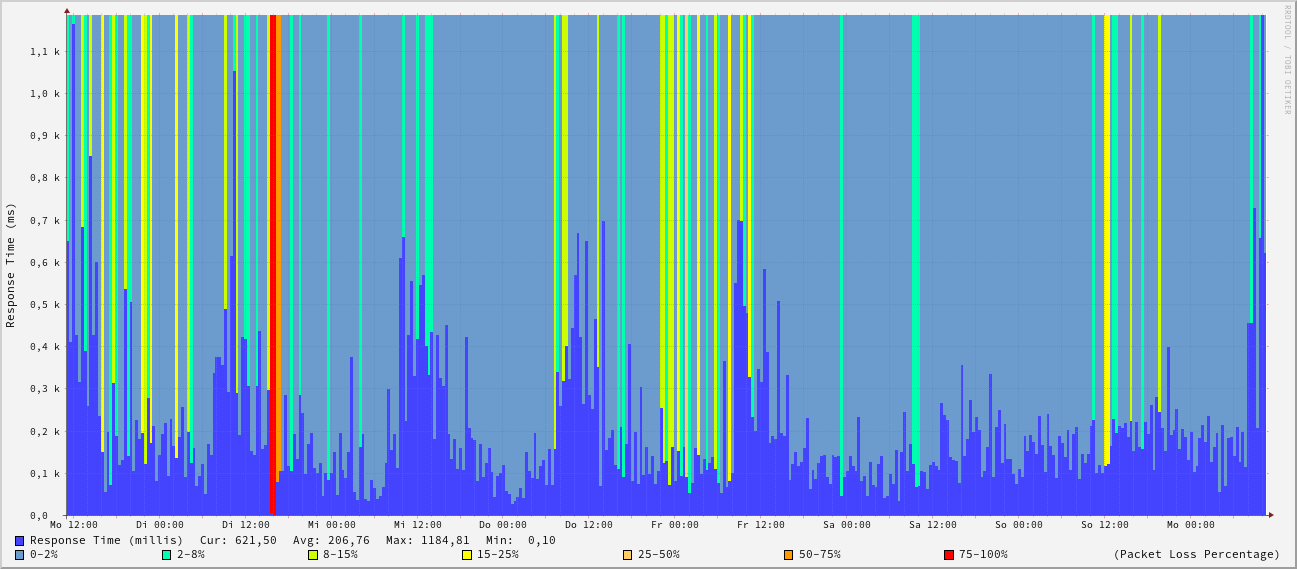 RRDTOOL / TOBI OETIKER
Response Time (ms)
1,1 k
1,0 k
0,9 k
0,8 k
0,7 k
0,6 k
0,5 k
0,4 k
0,3 k
0,2 k
0,1 k
0,0
Mo 12:00 Di 00:00 Di 12:00 Mi 00:00 Mi 12:00 Do 00:00 Do 12:00 Fr 00:00 Fr 12:00 Sa 00:00 Sa 12:00 So 00:00 So 12:00 Mo 00:00
Response Time (millis) Cur: 621,50 Avg: 206,76 Max: 1184,81 Min: 0,10
0-2% 2-8% 8-15% 15-25% 25-50% 50-75% 75-100% (Packet Loss Percentage)